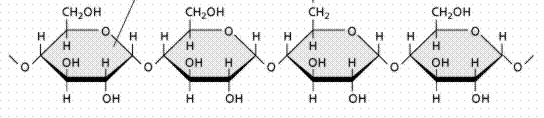 CH₂OH CH₂OH CH₂ CH₂OH
O O O O
H H H H H H H H
H H H H
OH H OH H OH H OH H
O O O O O
H OH H OH H OH H OH